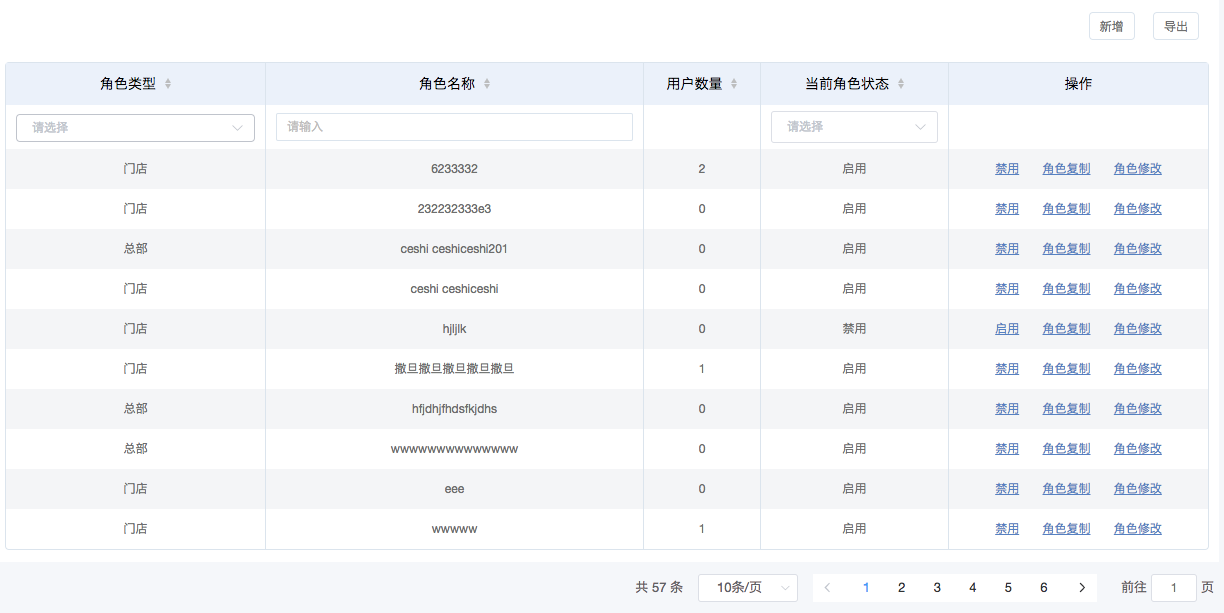 新增 导出
角色类型 角色名称 用户数量 当前角色状态 操作
请选择 请输入 请选择
门店 6233332 2 启用 禁用 角色复制 角色修改
门店 232232333e3 0 启用 禁用 角色复制 角色修改
总部 ceshi ceshiceshi201 0 启用 禁用 角色复制 角色修改
门店 ceshi ceshiceshi 0 启用 禁用 角色复制 角色修改
门店 hjljlk 0 禁用 启用 角色复制 角色修改
门店 撒旦撒旦撒旦撒旦撒旦 1 启用 禁用 角色复制 角色修改
总部 hfjdhjfhdsfkjdhs 0 启用 禁用 角色复制 角色修改
总部 wwwwwwwwwwwwww 0 启用 禁用 角色复制 角色修改
门店 eee 0 启用 禁用 角色复制 角色修改
门店 wwwww 1 启用 禁用 角色复制 角色修改
共 57 条 10条/页 1 2 3 4 5 6 前往 1 页